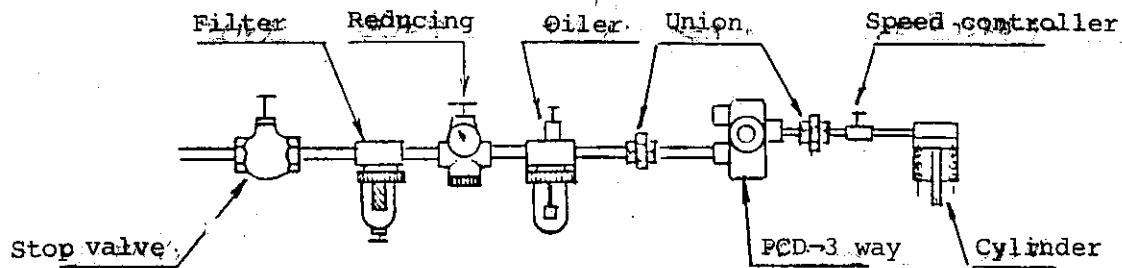 Filter Reducing Oiler Union Speed controller
Stop valve PCD-3 way Cylinder